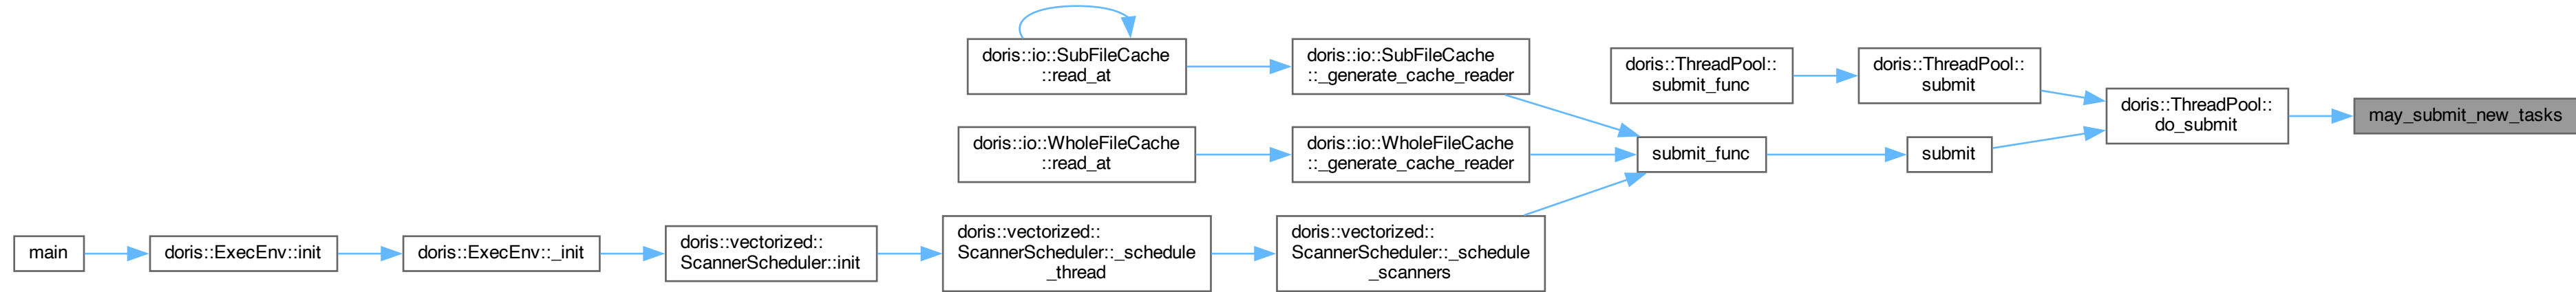 doris::io::SubFileCache
::read_at
doris::io::SubFileCache
::_generate_cache_reader
doris::ThreadPool::
submit_func
doris::ThreadPool::
submit
doris::ThreadPool::
do_submit
may_submit_new_tasks
doris::io::WholeFileCache
::read_at
doris::io::WholeFileCache
::_generate_cache_reader
submit_func
submit
main
doris::ExecEnv::init
doris::ExecEnv::_init
doris::vectorized::
ScannerScheduler::init
doris::vectorized::
ScannerScheduler::_schedule
_thread
doris::vectorized::
ScannerScheduler::_schedule
_scanners